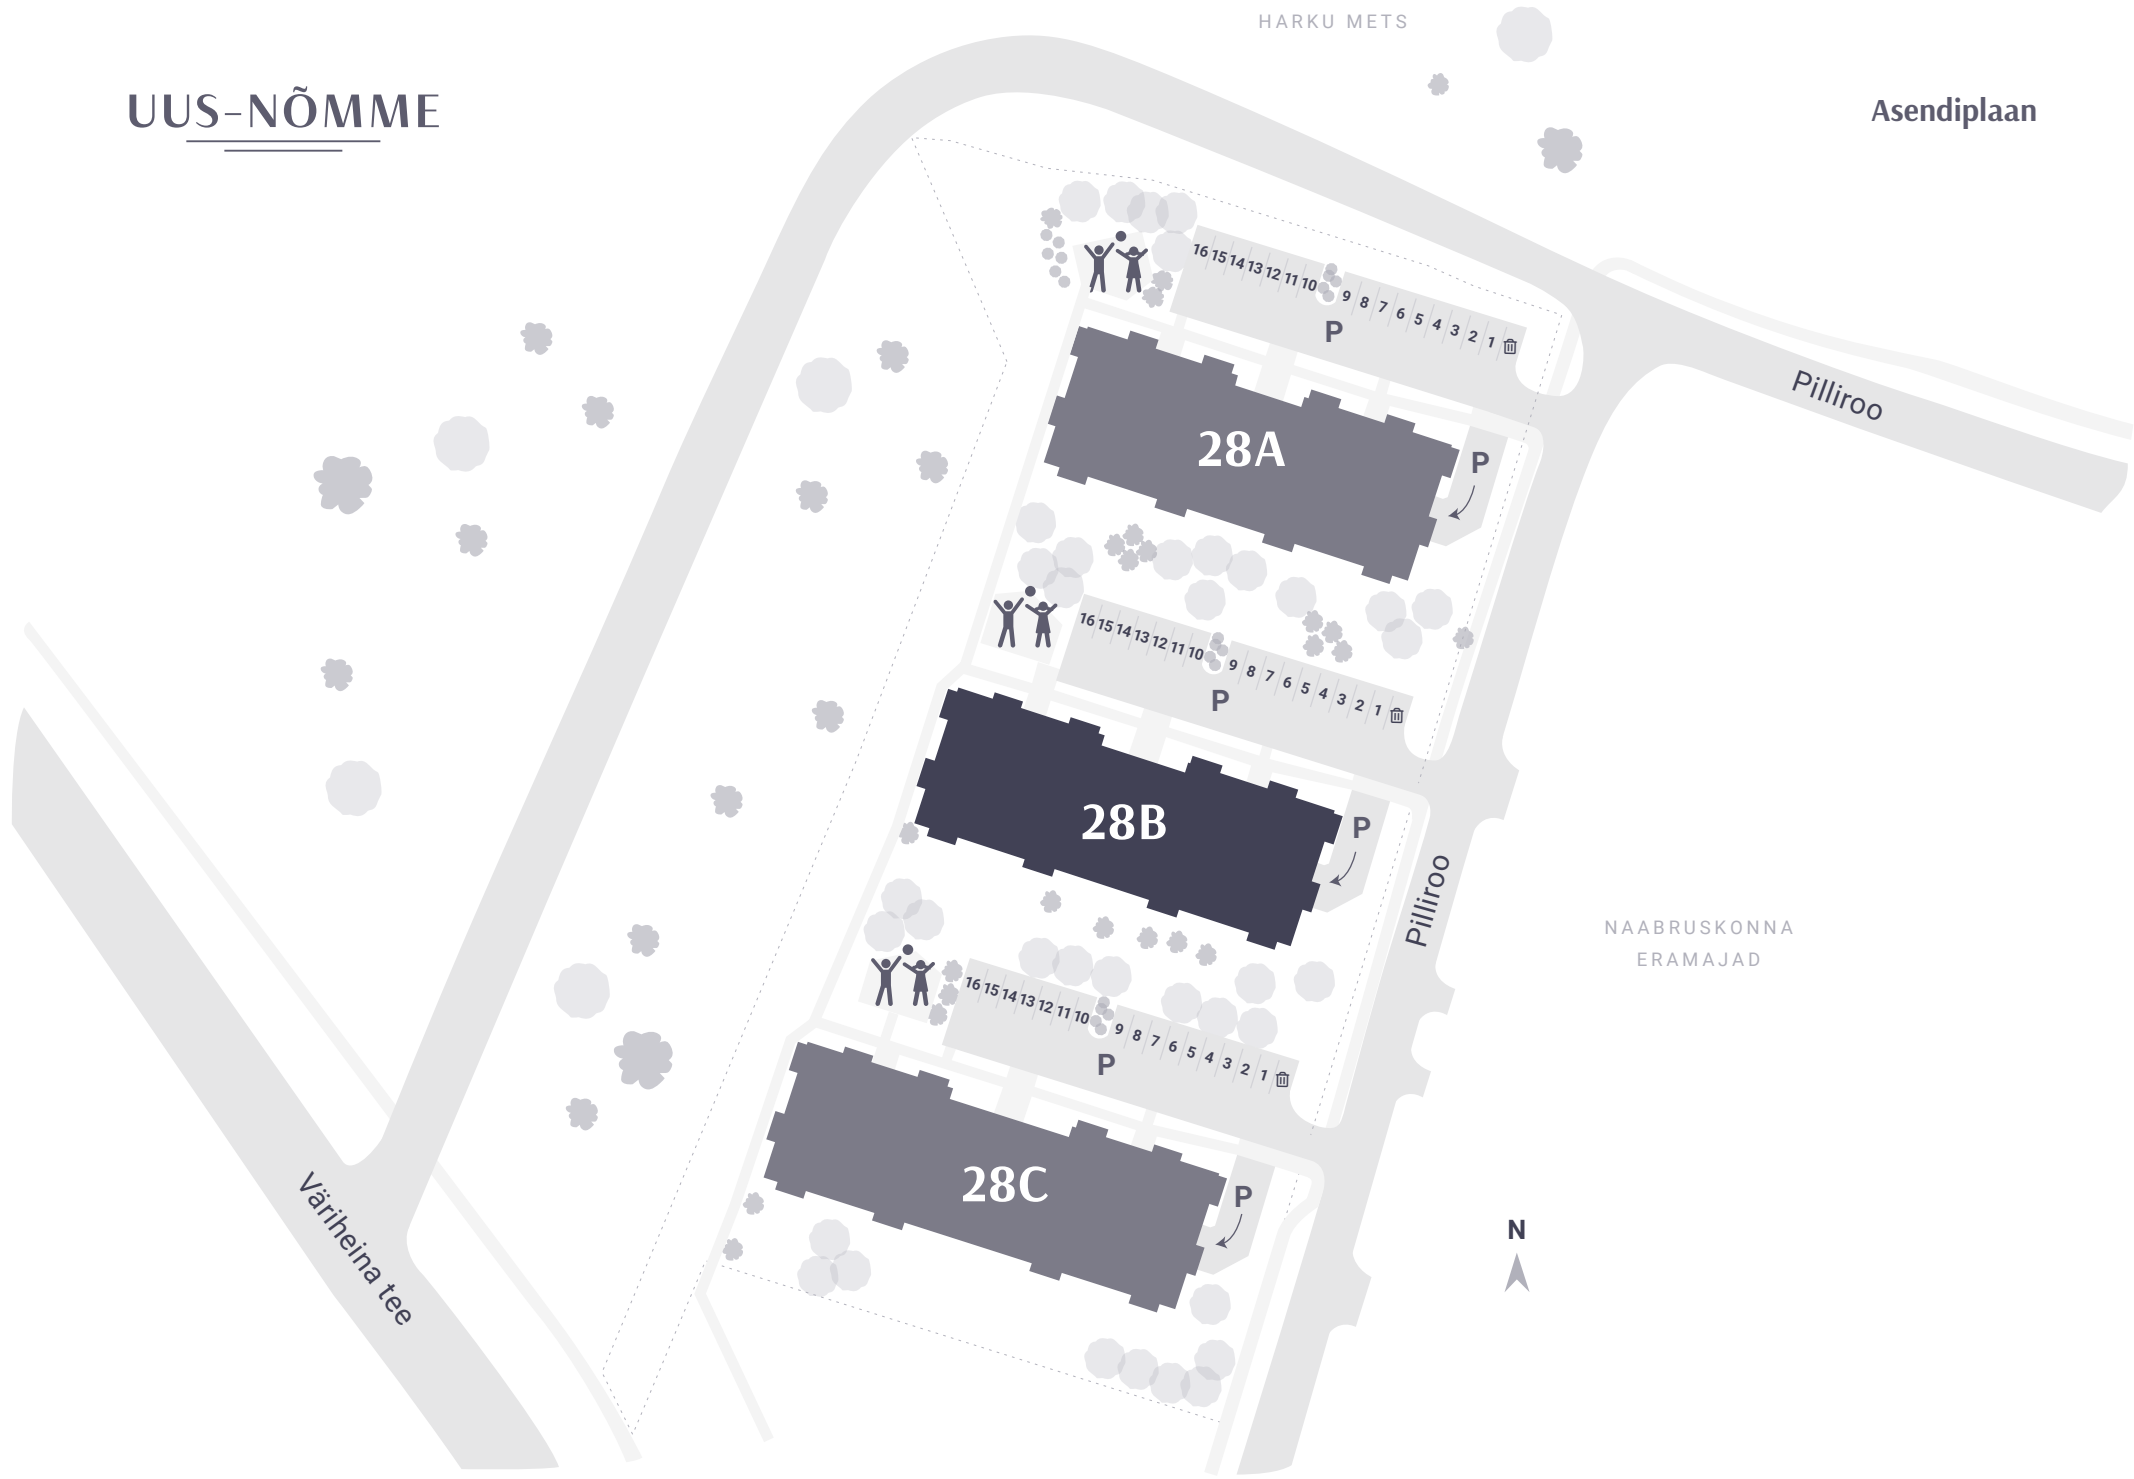 HARKU METS
UUS-NÕMME
Asendiplaan
16 15 14 13 12 11 10 9 8 7 6 5 4 3 2 1
P
Pilliroo
28A
P
16 15 14 13 12 11 10 9 8 7 6 5 4 3 2 1
P
28B
P
Pilliroo
NAABRUSKONNA
ERAMAJAD
16 15 14 13 12 11 10 9 8 7 6 5 4 3 2 1
P
28C
P
Väriheina tee
N